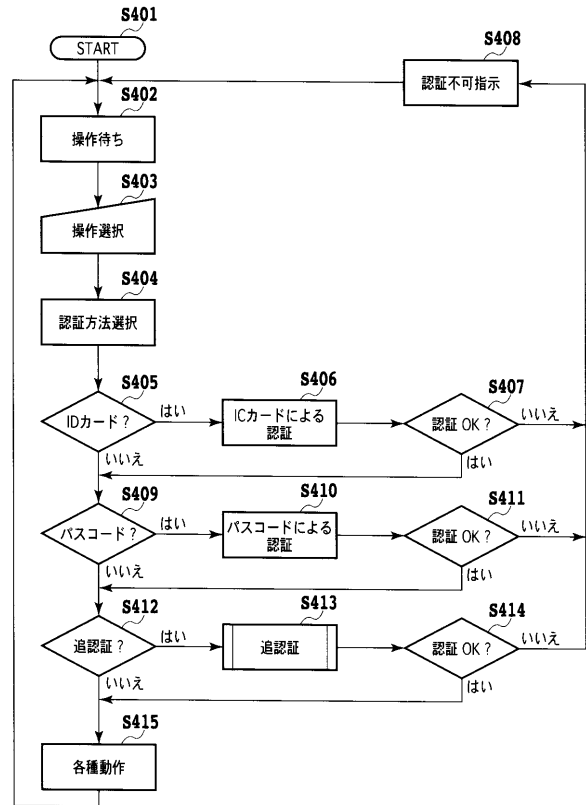 S401
START
S408
認証不可指示
S402
操作待ち
S403
操作選択
S404
認証方法選択
S405
IDカード？
はい
いいえ
S406
ICカードによる
認証
S407
認証 OK？
いいえ
はい
S409
パスコード？
はい
いいえ
S410
パスコードによる
認証
S411
認証 OK？
いいえ
はい
S412
追認証？
はい
いいえ
S413
追認証
S414
認証 OK？
いいえ
はい
S415
各種動作